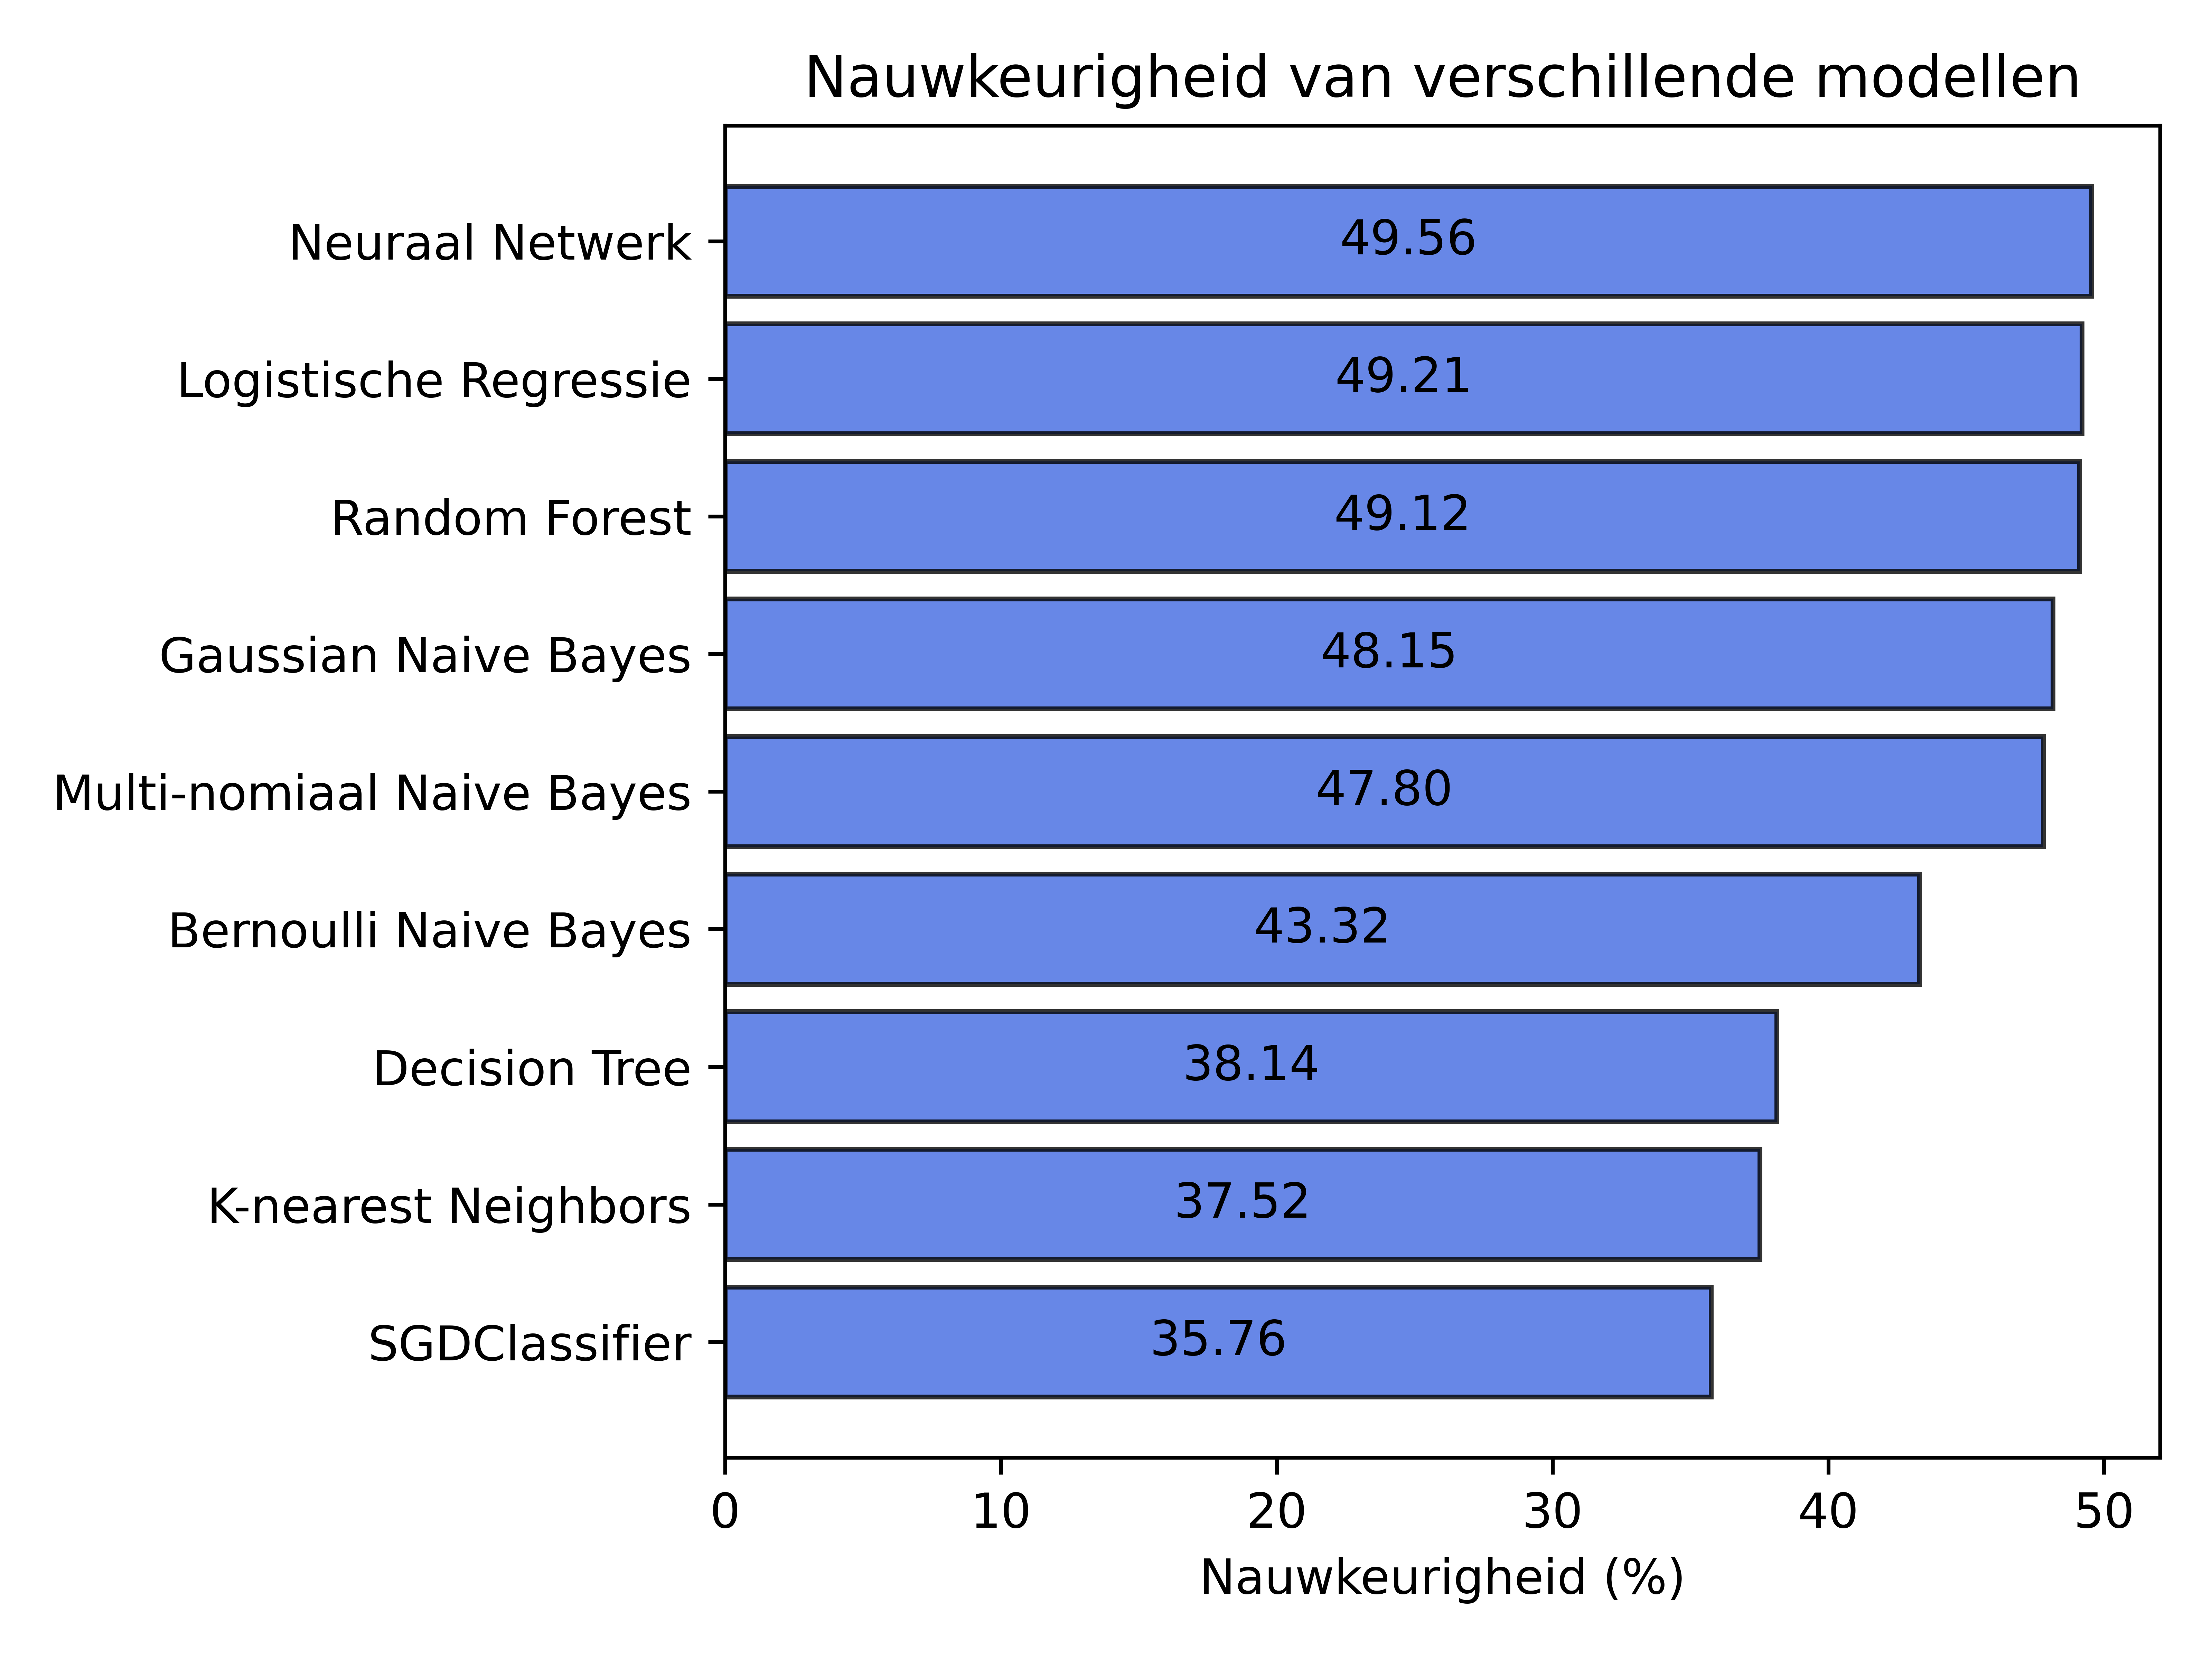 Nauwkeurigheid van verschillende modellen
Neuraal Netwerk 49.56
Logistische Regressie 49.21
Random Forest 49.12
Gaussian Naive Bayes 48.15
Multi-nomiaal Naive Bayes 47.80
Bernoulli Naive Bayes 43.32
Decision Tree 38.14
K-nearest Neighbors 37.52
SGDClassifier 35.76
0 10 20 30 40 50
Nauwkeurigheid (%)